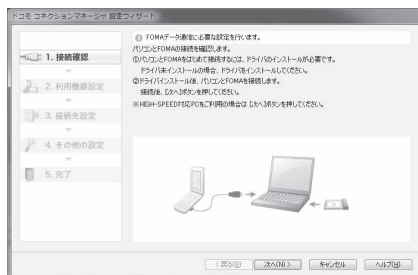 ドコモ コネクションマネージャ 設定ウィザード
1. 接続確認
2. 利用機器設定
3. 接続先設定
4. その他の設定
5. 完了
FOMAデータ通信に必要な設定を行います。
パソコンとFOMAの接続を確認します。
①パソコンとFOMAをはじめて接続するには、ドライバのインストールが必要です。
ドライバ未インストールの場合、ドライバをインストールしてください。
②ドライバインストール後、パソコンとFOMAを接続します。
接続後、[次へ]ボタンを押してください。
※HIGH-SPEED対応PCをご利用の場合は [次へ]ボタンを押してください。
< 戻る(B)
次へ(N) >
キャンセル
ヘルプ(H)